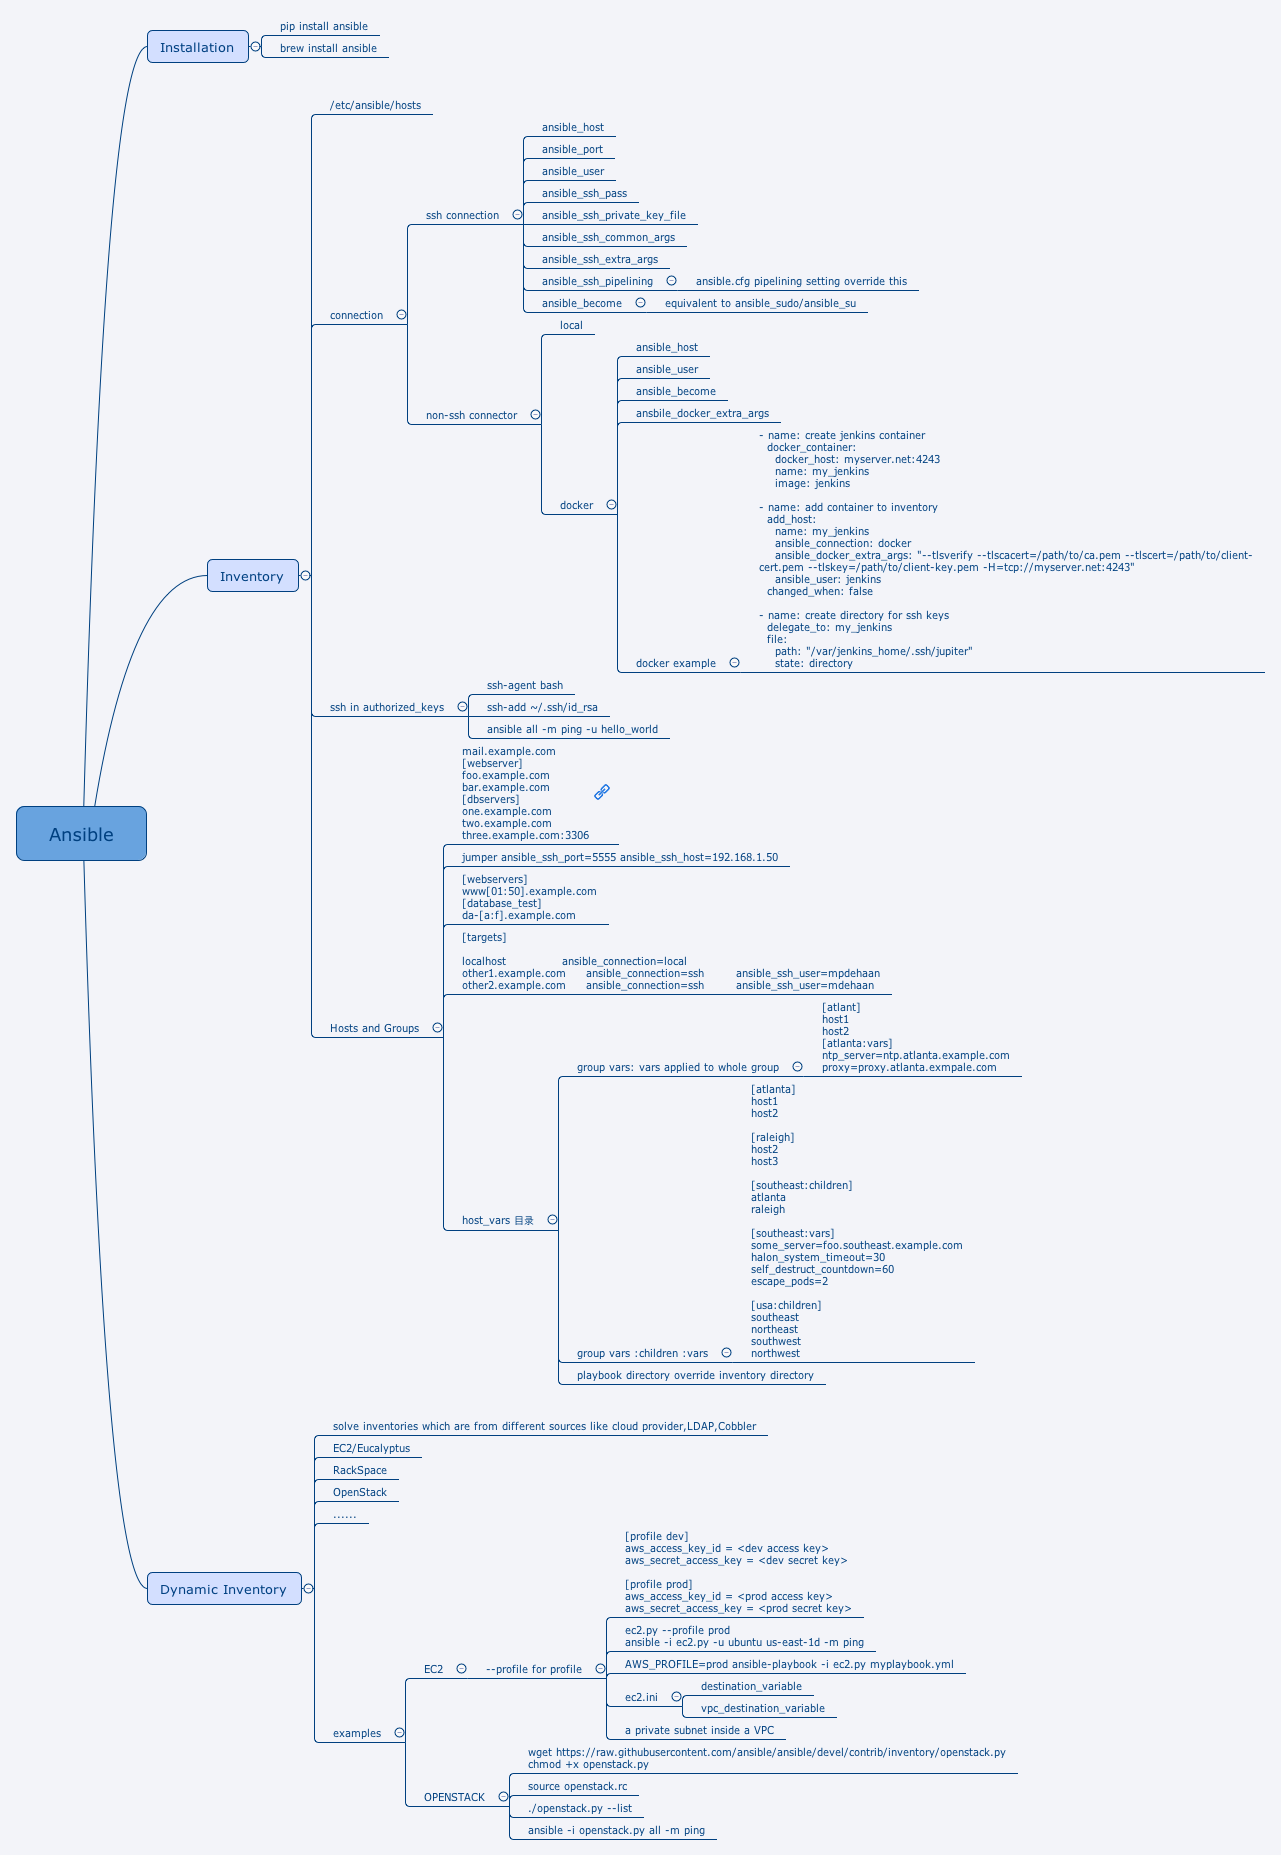 Installation
pip install ansible
brew install ansible
Inventory
/etc/ansible/hosts
connection
ssh connection
ansible_host
ansible_port
ansible_user
ansible_ssh_pass
ansible_ssh_private_key_file
ansible_ssh_common_args
ansible_ssh_extra_args
ansible_ssh_pipelining
ansible.cfg pipelining setting override this
ansible_become
equivalent to ansible_sudo/ansible_su
non-ssh connector
local
docker
ansible_host
ansible_user
ansible_become
ansbile_docker_extra_args
docker example
- name: create jenkins container
docker_container:
docker_host: myserver.net:4243
name: my_jenkins
image: jenkins
- name: add container to inventory
add_host:
name: my_jenkins
ansible_connection: docker
ansible_docker_extra_args: "--tlsverify --tlscacert=/path/to/ca.pem --tlscert=/path/to/client-
cert.pem --tlskey=/path/to/client-key.pem -H=tcp://myserver.net:4243"
ansible_user: jenkins
changed_when: false
- name: create directory for ssh keys
delegate_to: my_jenkins
file:
path: "/var/jenkins_home/.ssh/jupiter"
state: directory
ssh in authorized_keys
ssh-agent bash
ssh-add ~/.ssh/id_rsa
ansible all -m ping -u hello_world
Hosts and Groups
mail.example.com
[webserver]
foo.example.com
bar.example.com
[dbservers]
one.example.com
two.example.com
three.example.com:3306
jumper ansible_ssh_port=5555 ansible_ssh_host=192.168.1.50
[webservers]
www[01:50].example.com
[database_test]
da-[a:f].example.com
[targets]
localhost ansible_connection=local
other1.example.com ansible_connection=ssh ansible_ssh_user=mpdehaan
other2.example.com ansible_connection=ssh ansible_ssh_user=mdehaan
host_vars 目录
group vars: vars applied to whole group
[atlant]
host1
host2
[atlanta:vars]
ntp_server=ntp.atlanta.example.com
proxy=proxy.atlanta.exmpale.com
group vars :children :vars
[atlanta]
host1
host2
[raleigh]
host2
host3
[southeast:children]
atlanta
raleigh
[southeast:vars]
some_server=foo.southeast.example.com
halon_system_timeout=30
self_destruct_countdown=60
escape_pods=2
[usa:children]
southeast
northeast
southwest
northwest
playbook directory override inventory directory
Ansible
Dynamic Inventory
solve inventories which are from different sources like cloud provider,LDAP,Cobbler
EC2/Eucalyptus
RackSpace
OpenStack
......
examples
EC2
--profile for profile
[profile dev]
aws_access_key_id = <dev access key>
aws_secret_access_key = <dev secret key>
[profile prod]
aws_access_key_id = <prod access key>
aws_secret_access_key = <prod secret key>
ec2.py --profile prod
ansible -i ec2.py -u ubuntu us-east-1d -m ping
AWS_PROFILE=prod ansible-playbook -i ec2.py myplaybook.yml
ec2.ini
destination_variable
vpc_destination_variable
a private subnet inside a VPC
OPENSTACK
wget https://raw.githubusercontent.com/ansible/ansible/devel/contrib/inventory/openstack.py
chmod +x openstack.py
source openstack.rc
./openstack.py --list
ansible -i openstack.py all -m ping